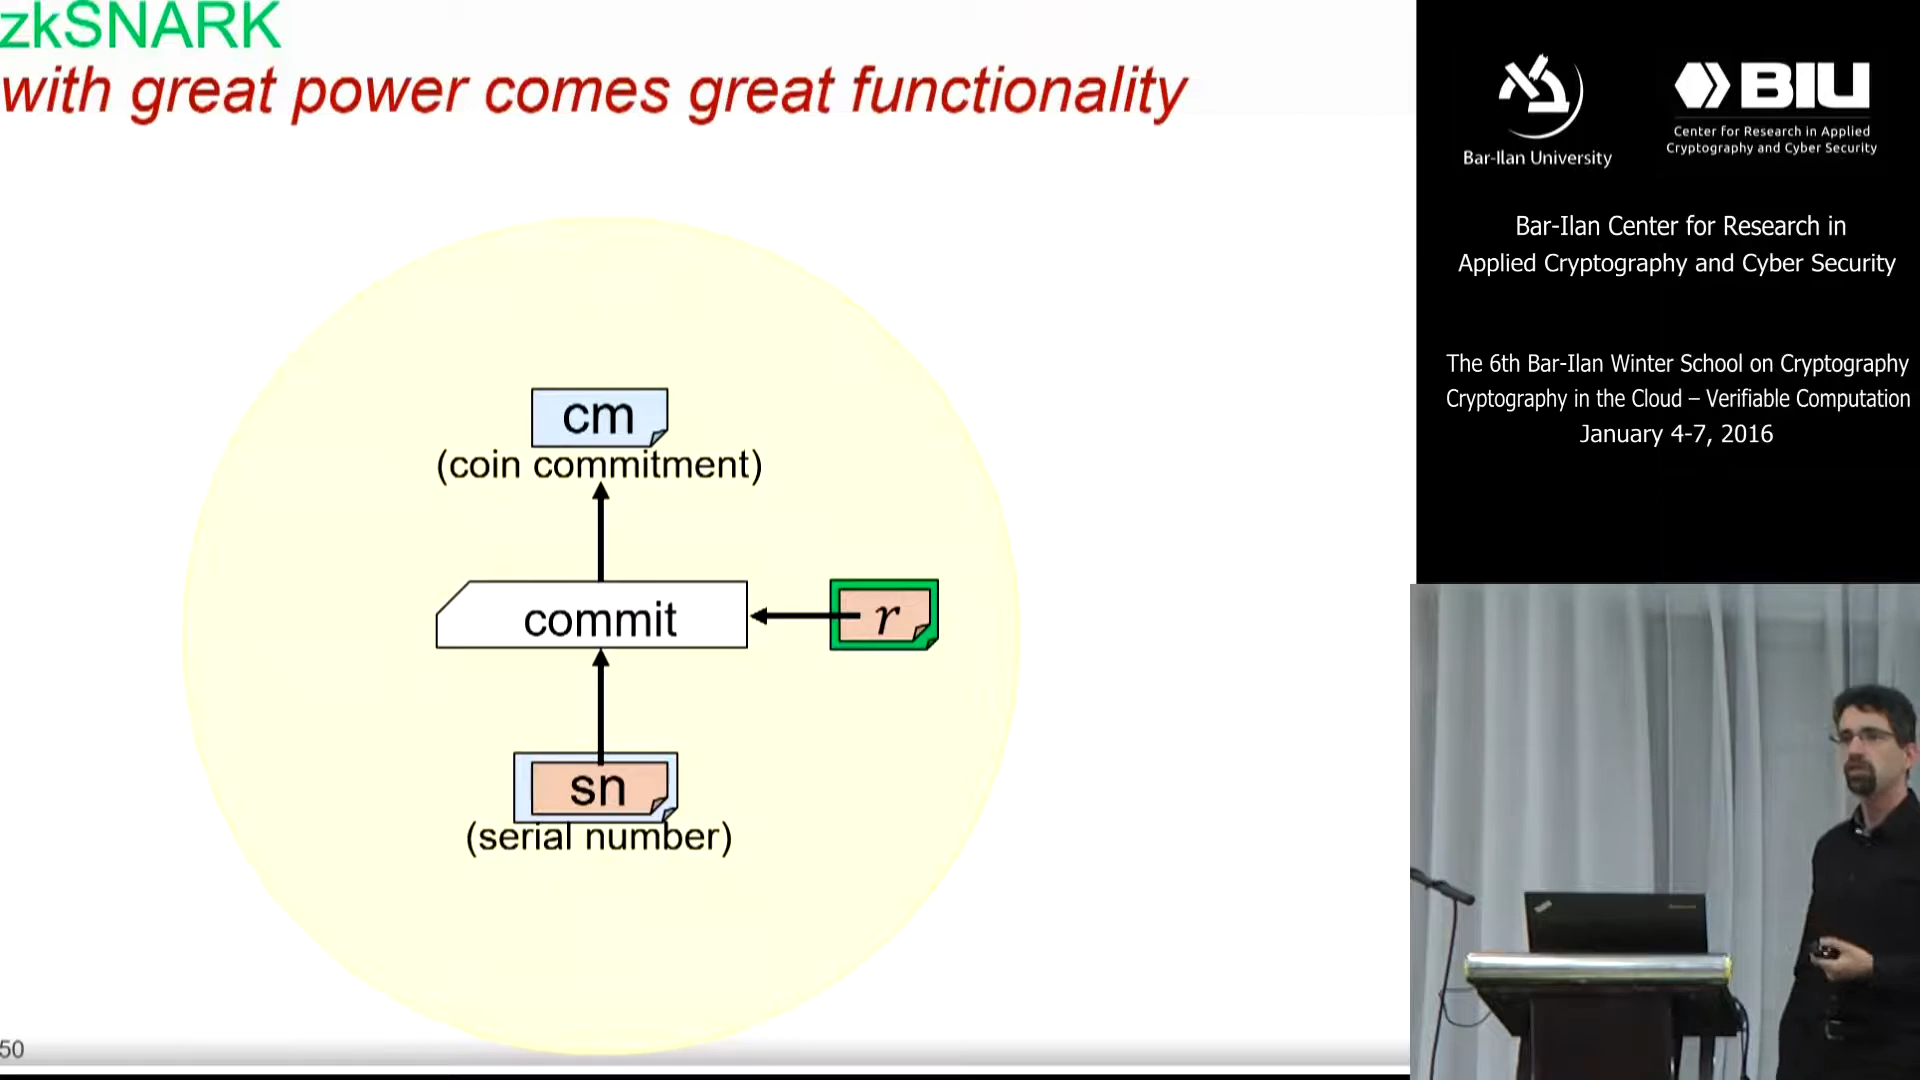 zkSNARK
with great power comes great functionality
cm
(coin commitment)
commit
r
sn
(serial number)
50
Bar-Ilan University
BIU
Center for Research in Applied
Cryptography and Cyber Security
Bar-Ilan Center for Research in
Applied Cryptography and Cyber Security
The 6th Bar-Ilan Winter School on Cryptography
Cryptography in the Cloud – Verifiable Computation
January 4-7, 2016